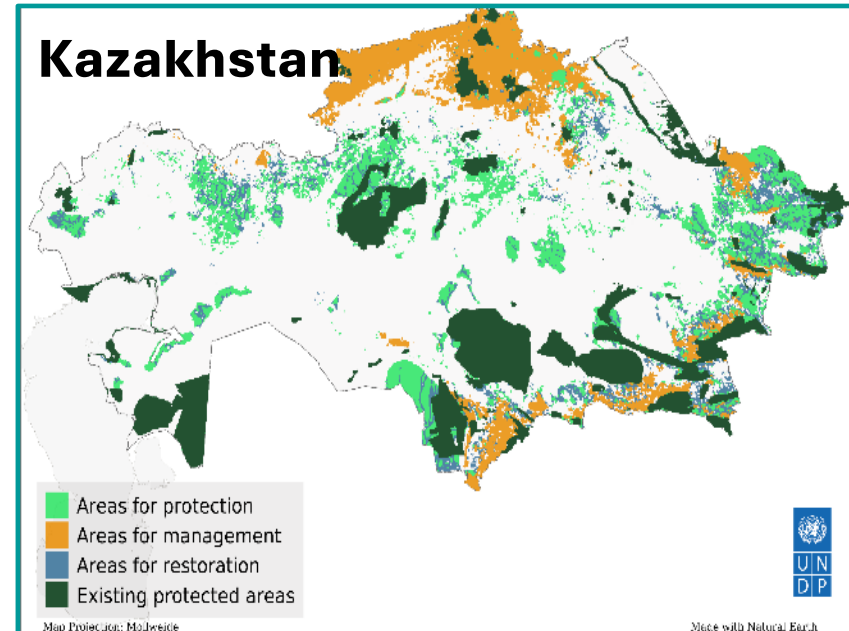 Kazakhstan
Areas for protection
Areas for management
Areas for restoration
Existing protected areas
U N
D P
Map Projection: Mollweide
Made with Natural Earth